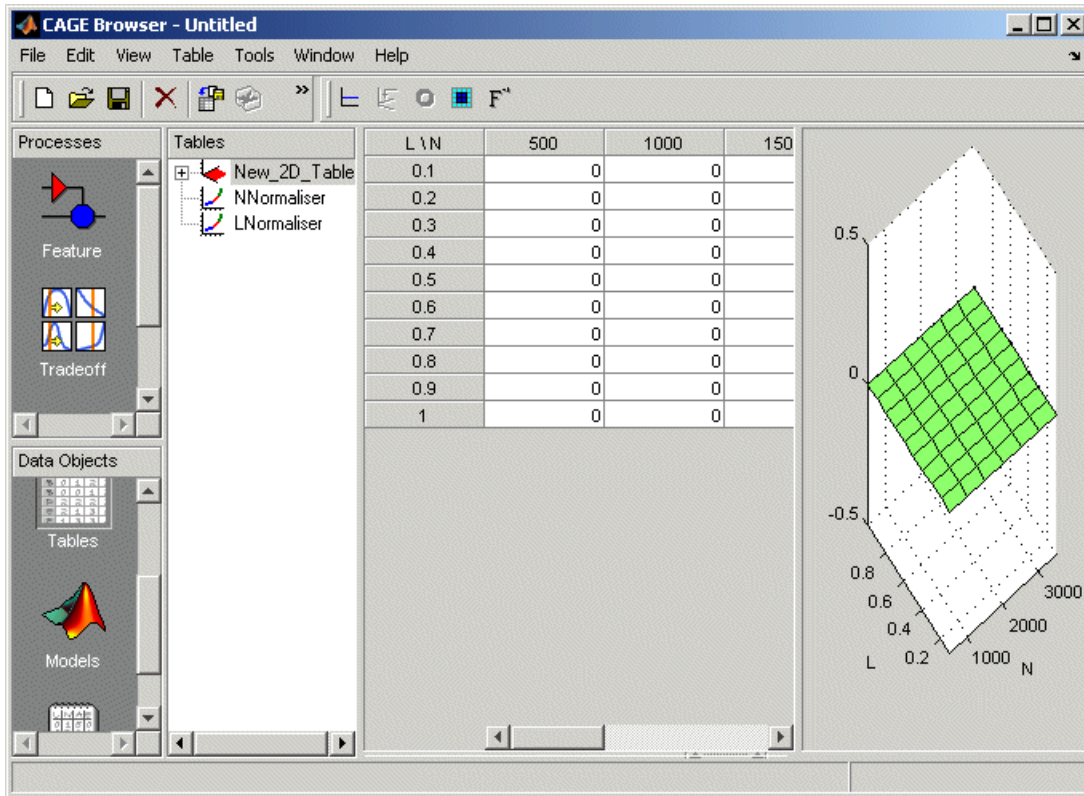 CAGE Browser - Untitled
File Edit View Table Tools Window Help
» F
Processes
Feature
Tradeoff
Data Objects
Tables
Models
Tables
New_2D_Table
NNormaliser
LNormaliser
L \ N 500 1000 150
0.1 0 0
0.2 0 0
0.3 0 0
0.4 0 0
0.5 0 0
0.6 0 0
0.7 0 0
0.8 0 0
0.9 0 0
1 0 0
0.5
0
-0.5
0.8
0.6
0.4
0.2
L
1000
2000
3000
N